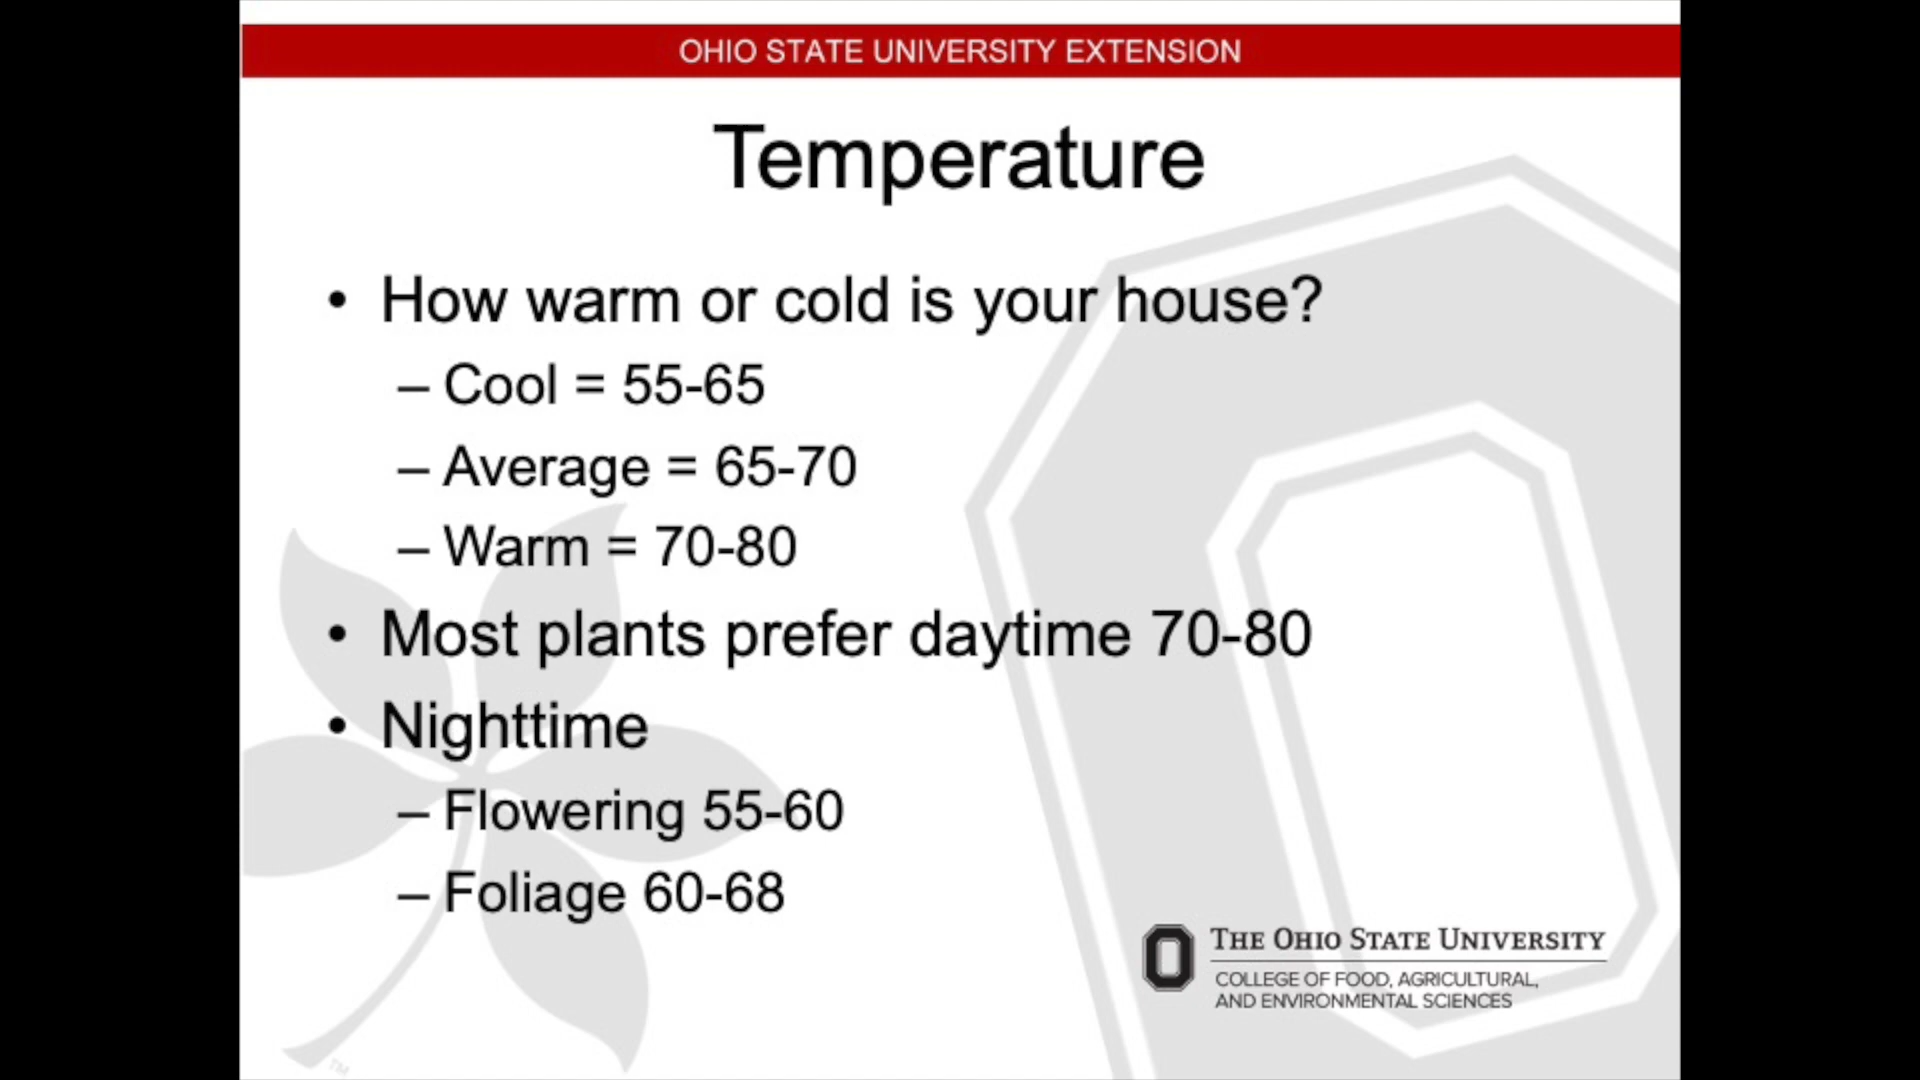 OHIO STATE UNIVERSITY EXTENSION
Temperature
• How warm or cold is your house?
– Cool = 55-65
– Average = 65-70
– Warm = 70-80
• Most plants prefer daytime 70-80
• Nighttime
– Flowering 55-60
– Foliage 60-68
THE OHIO STATE UNIVERSITY
COLLEGE OF FOOD, AGRICULTURAL,
AND ENVIRONMENTAL SCIENCES
TM